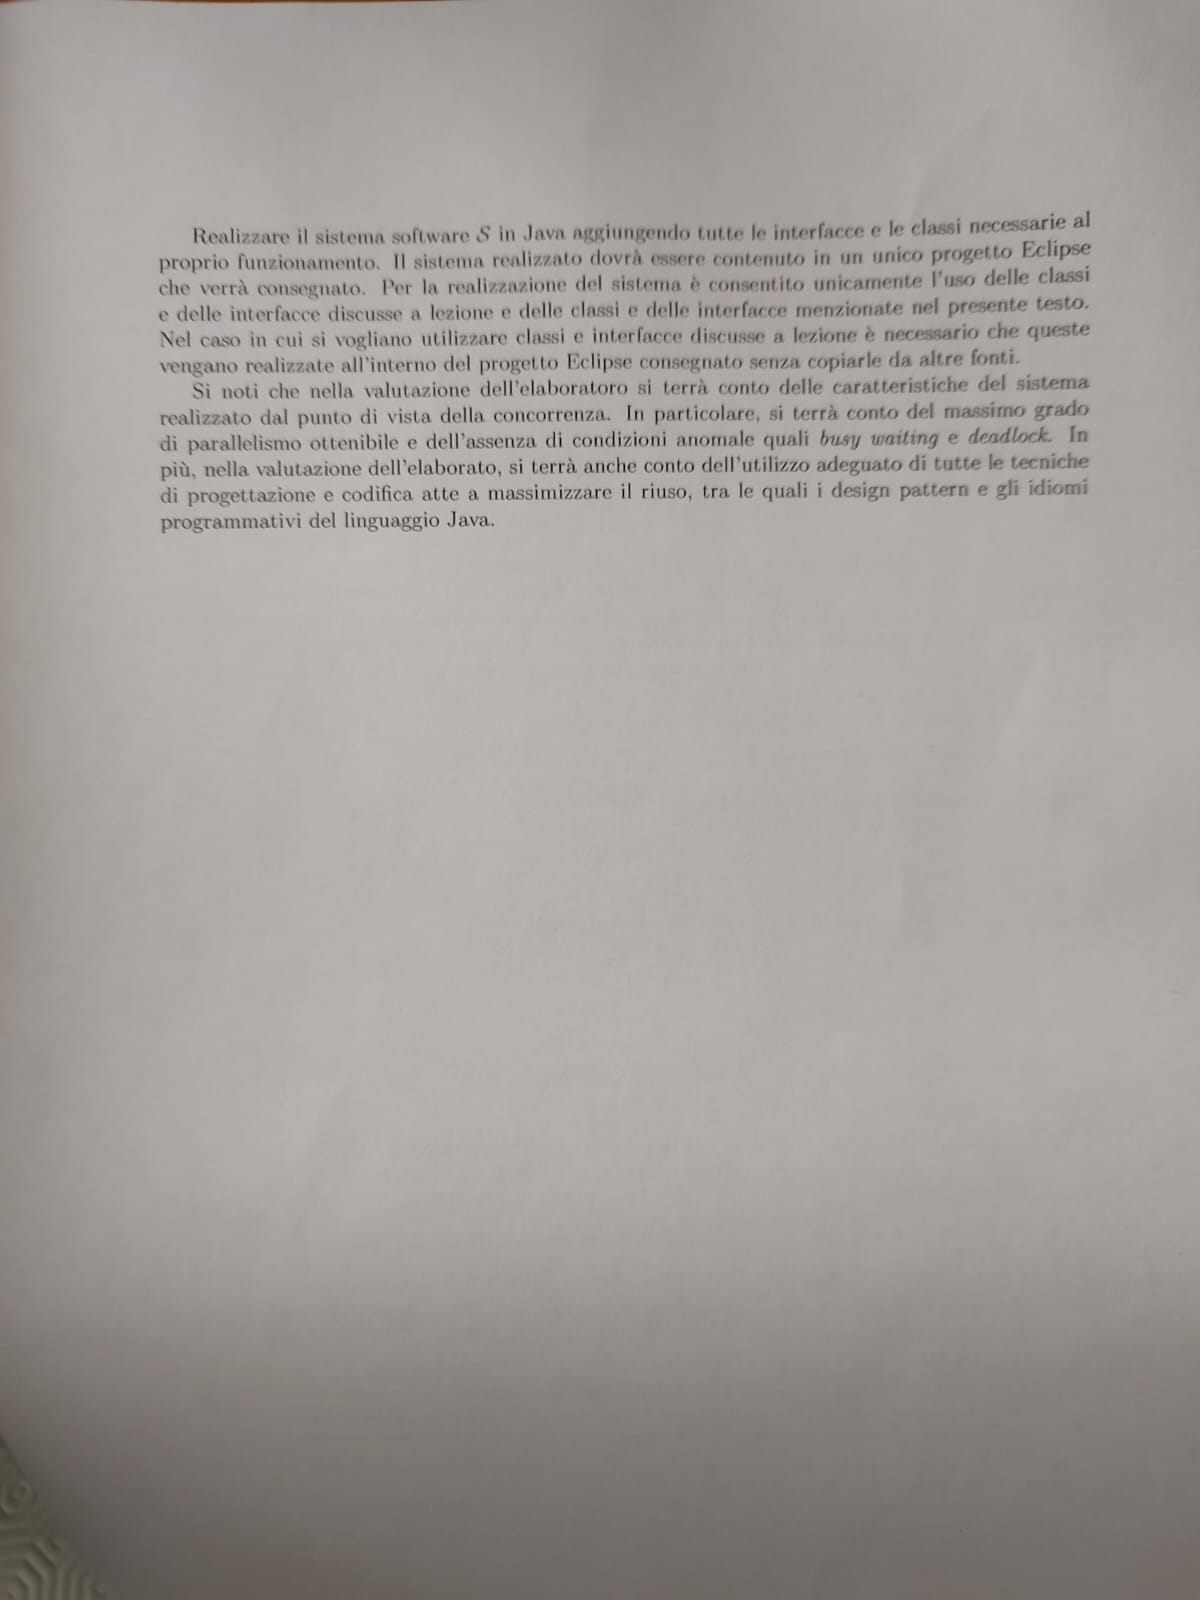 Realizzare il sistema software S in Java aggiungendo tutte le interfacce e le classi necessarie al
proprio funzionamento. Il sistema realizzato dovrà essere contenuto in un unico progetto Eclipse
che verrà consegnato. Per la realizzazione del sistema è consentito unicamente l'uso delle classi
e delle interfacce discusse a lezione e delle classi e delle interfacce menzionate nel presente testo.
Nel caso in cui si vogliano utilizzare classi e interfacce discusse a lezione è necessario che queste
vengano realizzate all'interno del progetto Eclipse consegnato senza copiarle da altre fonti.
Si noti che nella valutazione dell'elaboratoro si terrà conto delle caratteristiche del sistema
realizzato dal punto di vista della concorrenza. In particolare, si terrà conto del massimo grado
di parallelismo ottenibile e dell'assenza di condizioni anomale quali busy waiting e deadlock. In
più, nella valutazione dell'elaborato, si terrà anche conto dell'utilizzo adeguato di tutte le tecniche
di progettazione e codifica atte a massimizzare il riuso, tra le quali i design pattern e gli idiomi
programmativi del linguaggio Java.